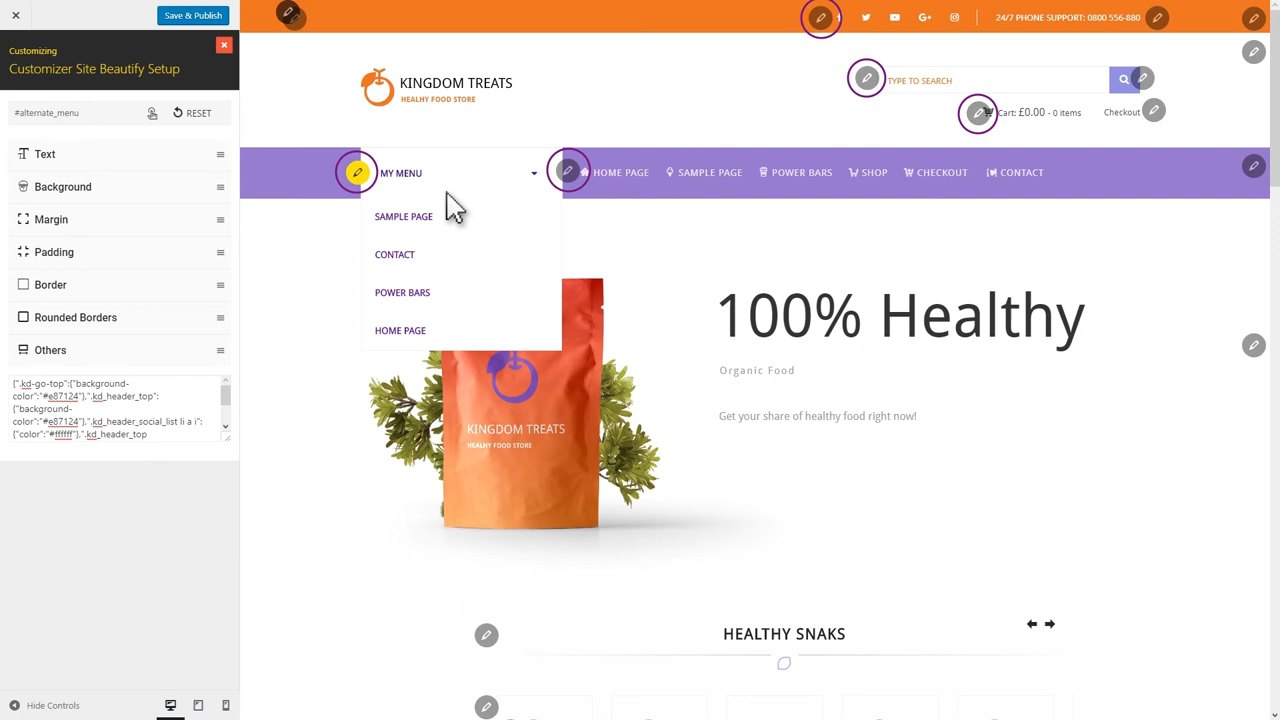 Save & Publish
Customizing
Customizer Site Beautify Setup
#alternate_menu
RESET
Text
Background
Margin
Padding
Border
Rounded Borders
Others
{".kd-go-top":{"background-
color":"#e87124"},".kd_header_top":
{"background-
color":"#e87124"},".kd_header_social_list li a i":
{"color":"#ffffff"},".kd_header_top
Hide Controls
24/7 PHONE SUPPORT: 0800 556-880
KINGDOM TREATS
HEALHY FOOD STORE
TYPE TO SEARCH
Cart: £0.00 - 0 items
Checkout
MY MENU
HOME PAGE
SAMPLE PAGE
POWER BARS
SHOP
CHECKOUT
CONTACT
SAMPLE PAGE
CONTACT
POWER BARS
HOME PAGE
100% Healthy
Organic Food
Get your share of healthy food right now!
KINGDOM TREATS
HEALHY FOOD STORE
HEALTHY SNAKS